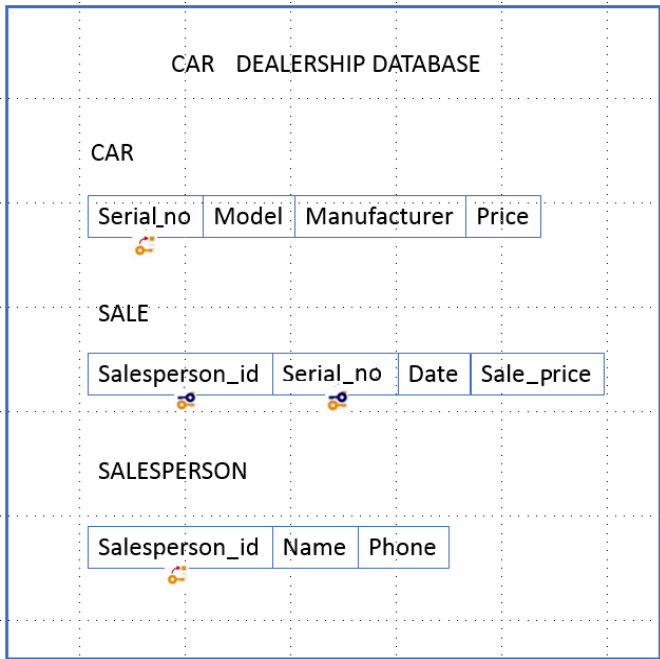 CAR DEALERSHIP DATABASE
CAR
Serial_no Model Manufacturer Price
SALE
Salesperson_id Serial_no Date Sale_price
SALESPERSON
Salesperson_id Name Phone